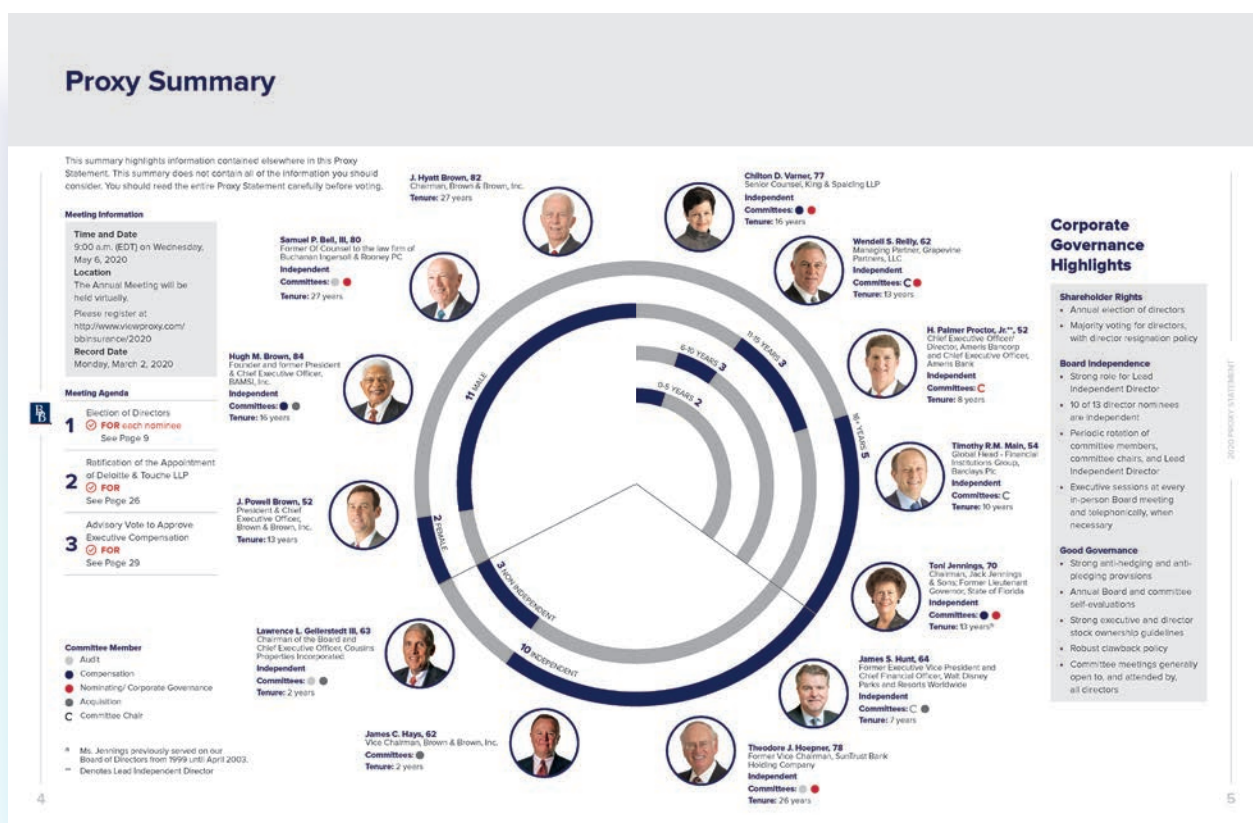 Proxy Summary
This summary highlights information contained elsewhere in this Proxy
Statement. This summary does not contain all of the information you should
consider. You should read the entire Proxy Statement carefully before voting.
Meeting Information
Time and Date
9:00 a.m. (EDT) on Wednesday,
May 6, 2020
Location
The Annual Meeting will be
held virtually.
Please register at
http://www.viewproxy.com/
bbinsurance/2020
Record Date
Monday, March 2, 2020
Meeting Agenda
1
Election of Directors
FOR each nominee
See Page 9
2
Ratification of the Appointment
of Deloitte & Touche LLP
FOR
See Page 26
3
Advisory Vote to Approve
Executive Compensation
FOR
See Page 29
Committee Member
Audit
Compensation
Nominating/ Corporate Governance
Acquisition
C Committee Chair
Ms. Jennings previously served on our
Board of Directors from 1999 until April 2003.
** Denotes Lead Independent Director
4
J. Hyatt Brown, 82
Chairman, Brown & Brown, Inc.
Tenure: 27 years
Samuel P. Bell, III, 80
Former Of Counsel to the law firm of
Buchanan Ingersoll & Rooney PC
Independent
Committees:
Tenure: 27 years
Hugh M. Brown, 84
Founder and former President
& Chief Executive Officer,
BAMSI, Inc.
Independent
Committees:
Tenure: 16 years
J. Powell Brown, 52
President & Chief
Executive Officer,
Brown & Brown, Inc.
Tenure: 13 years
Lawrence L. Gellerstedt III, 63
Chairman of the Board and
Chief Executive Officer, Cousins
Properties Incorporated
Independent
Committees:
Tenure: 2 years
James C. Hays, 62
Vice Chairman, Brown & Brown, Inc.
Committees:
Tenure: 2 years
11 MALE
2 FEMALE
3 NON INDEPENDENT
10 INDEPENDENT
0-5 YEARS 2
6-10 YEARS 3
11-15 YEARS 3
16+ YEARS 5
Chilton D. Varner, 77
Senior Counsel, King & Spalding LLP
Independent
Committees:
Tenure: 16 years
Wendell S. Reilly, 62
Managing Partner, Grapevine
Partners, LLC
Independent
Committees: C
Tenure: 13 years
H. Palmer Proctor, Jr.**, 52
Chief Executive Officer/
Director, Ameris Bancorp
and Chief Executive Officer,
Ameris Bank
Independent
Committees: C
Tenure: 8 years
Timothy R.M. Main, 54
Global Head - Financial
Institutions Group,
Barclays Plc
Independent
Committees: C
Tenure: 10 years
Toni Jennings, 70
Chairman, Jack Jennings
& Sons; Former Lieutenant
Governor, State of Florida
Independent
Committees:
Tenure: 13 years
James S. Hunt, 64
Former Executive Vice President and
Chief Financial Officer, Walt Disney
Parks and Resorts Worldwide
Independent
Committees: C
Tenure: 7 years
Theodore J. Hoepner, 78
Former Vice Chairman, SunTrust Bank
Holding Company
Independent
Committees:
Tenure: 26 years
Corporate
Governance
Highlights
Shareholder Rights
• Annual election of directors
• Majority voting for directors,
with director resignation policy
Board Independence
• Strong role for Lead
Independent Director
• 10 of 13 director nominees
are independent
• Periodic rotation of
committee members,
committee chairs, and Lead
Independent Director
• Executive sessions at every
in-person Board meeting
and telephonically, when
necessary
Good Governance
• Strong anti-hedging and anti-
pledging provisions
• Annual Board and committee
self-evaluations
• Strong executive and director
stock ownership guidelines
• Robust clawback policy
• Committee meetings generally
open to, and attended by,
all directors
2020 PROXY STATEMENT
5